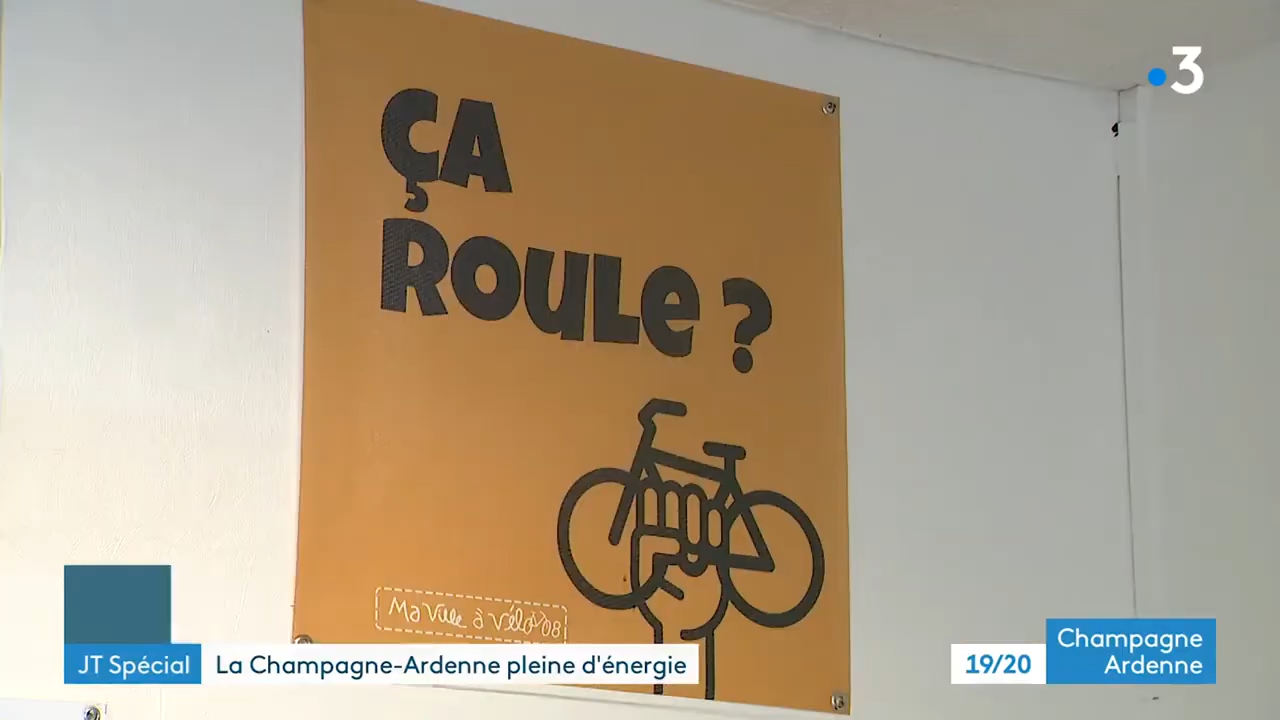 3
ÇA
ROULE ?
Ma Ville à Vélo 08
JT Spécial
La Champagne-Ardenne pleine d'énergie
19/20
Champagne
Ardenne